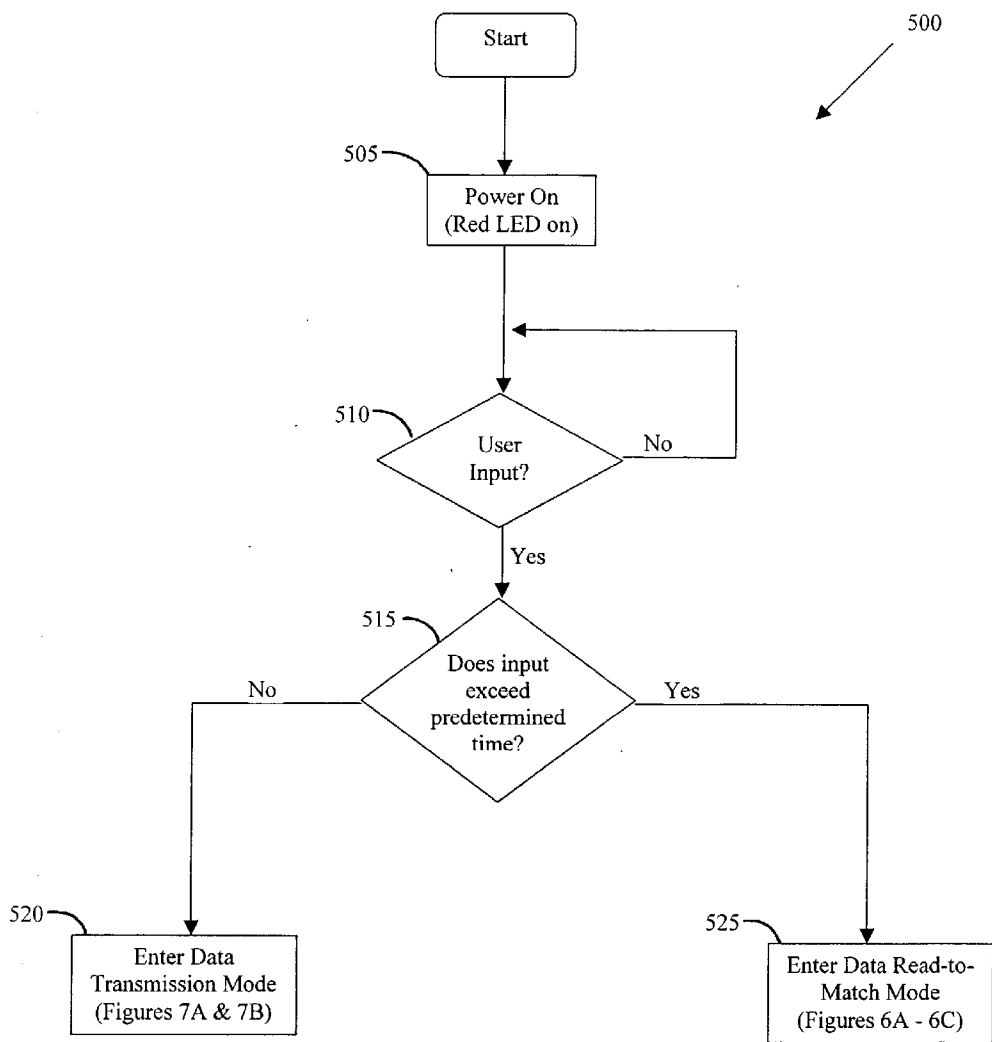 Start
500
505
Power On
(Red LED on)
510
User
Input?
No
Yes
515
Does input
exceed
predetermined
time?
No
Yes
520
Enter Data
Transmission Mode
(Figures 7A & 7B)
525
Enter Data Read-to-
Match Mode
(Figures 6A - 6C)